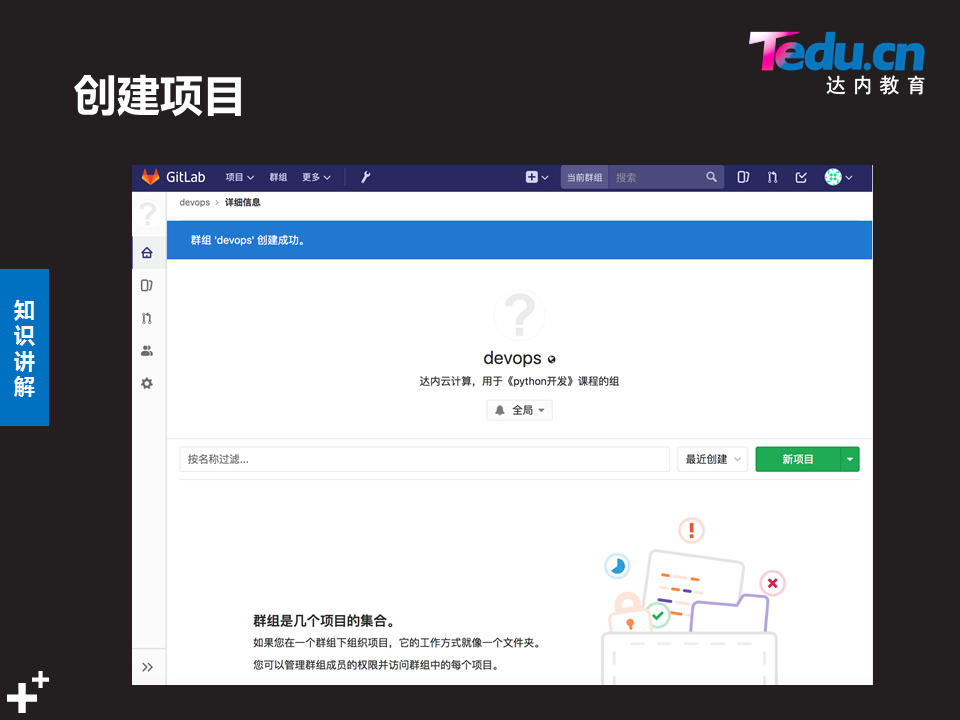 Tedu.cn
达内教育
创建项目
GitLab 项目 群组 更多 当前群组 搜索
devops > 详细信息
群组 'devops' 创建成功。
知识讲解
devops
达内云计算，用于《python开发》课程的组
全局
按名称过滤... 最近创建 新项目
群组是几个项目的集合。
如果您在一个群组下组织项目，它的工作方式就像一个文件夹。
您可以管理群组成员的权限并访问群组中的每个项目。